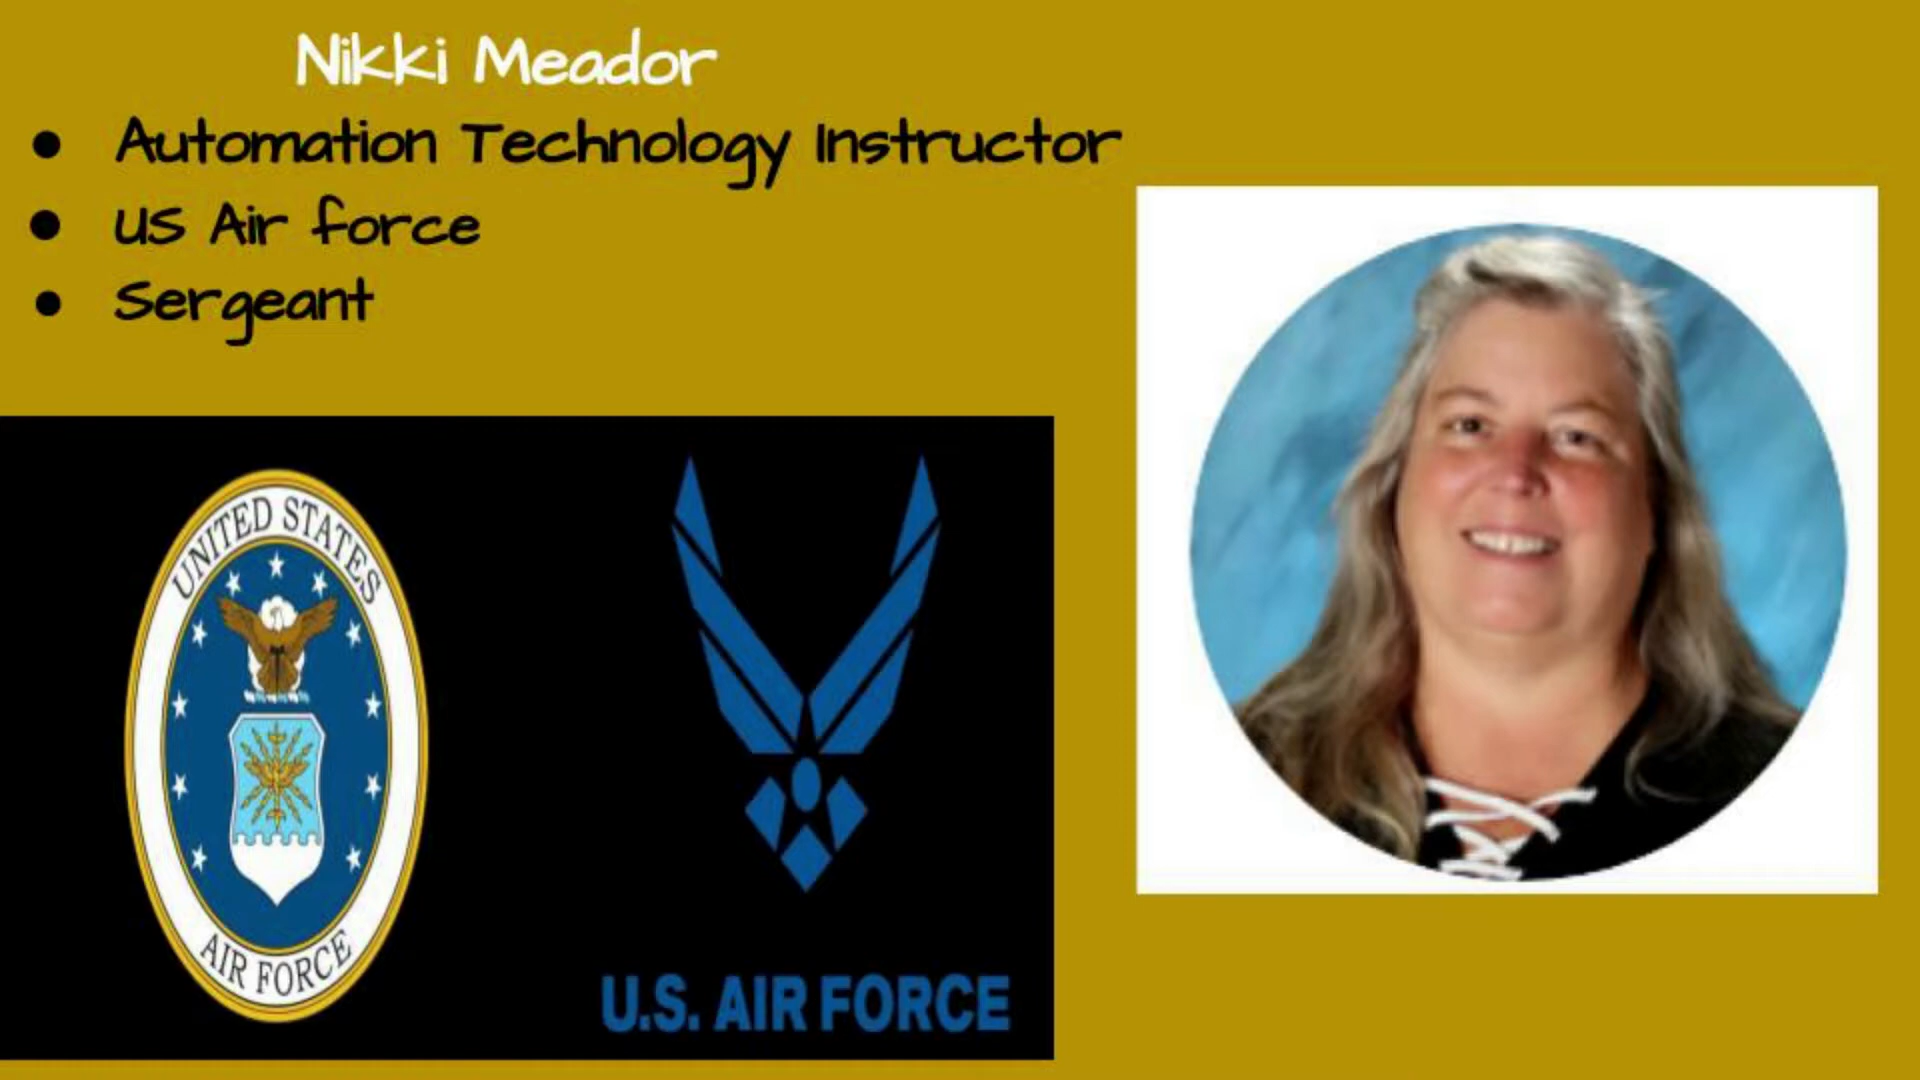 Nikki Meador
● Automation Technology Instructor
● US Air force
● Sergeant
UNITED STATES
AIR FORCE
U.S. AIR FORCE